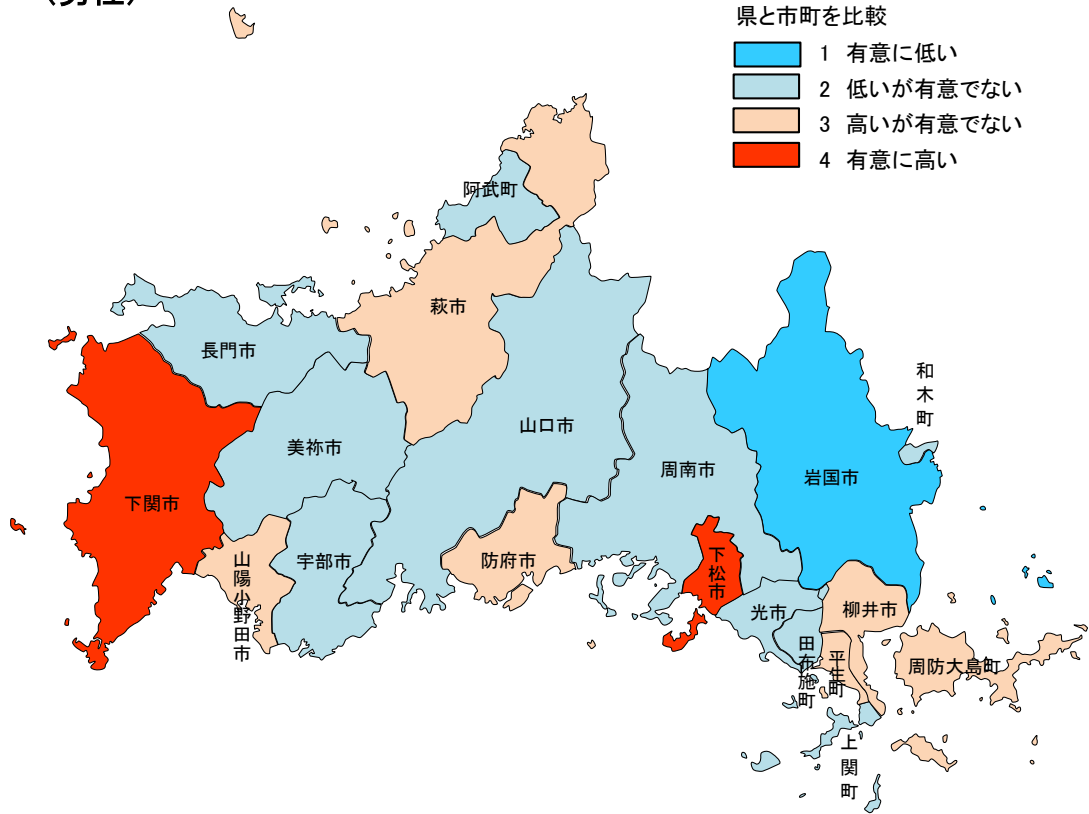 県と市町を比較
1 有意に低い
2 低いが有意でない
3 高いが有意でない
4 有意に高い
阿武町
萩市
長門市
和木町
山口市
美祢市
周南市
岩国市
下関市
防府市
宇部市
山陽小野田市
下松市
光市
柳井市
田布施町
平生町
周防大島町
上関町